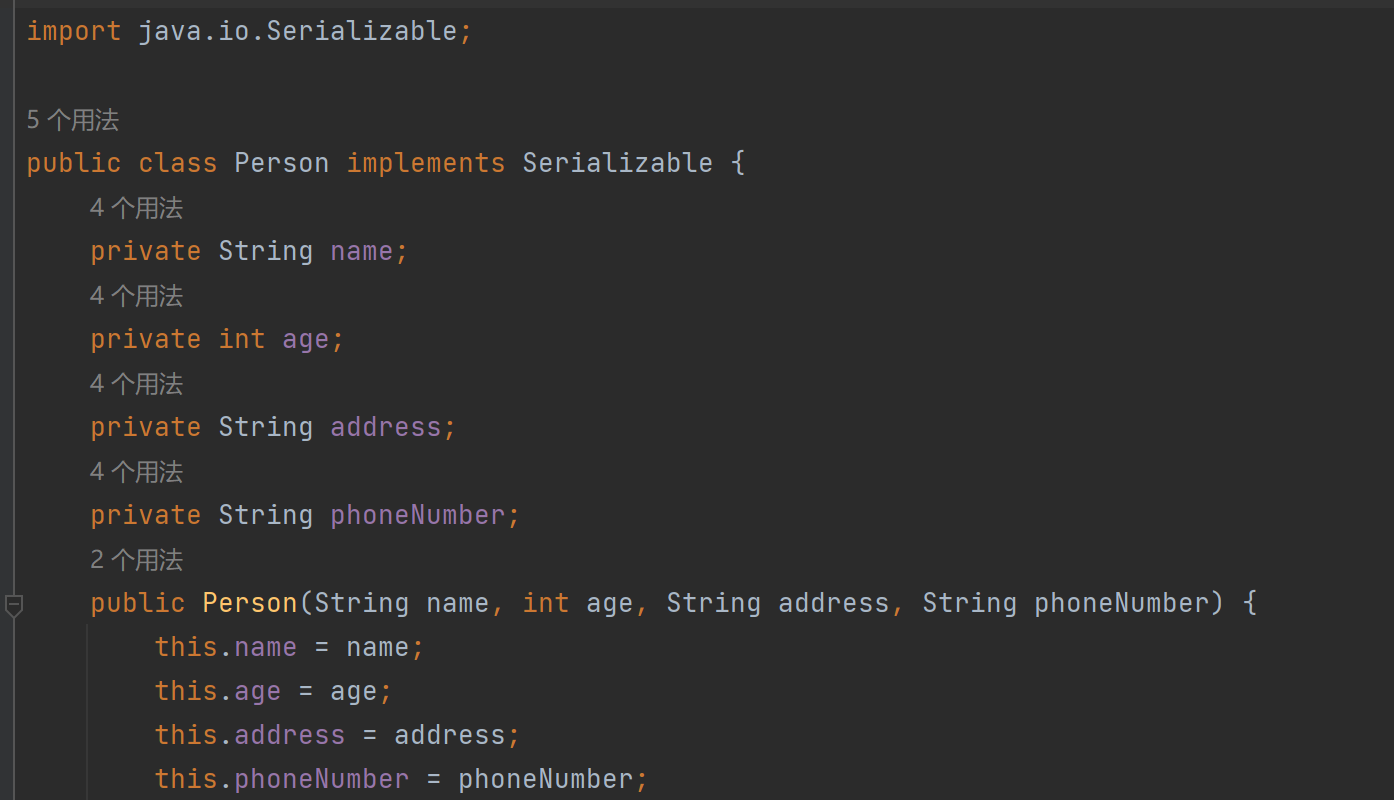 import java.io.Serializable;
5 个用法
public class Person implements Serializable {
4 个用法
private String name;
4 个用法
private int age;
4 个用法
private String address;
4 个用法
private String phoneNumber;
2 个用法
public Person(String name, int age, String address, String phoneNumber) {
this.name = name;
this.age = age;
this.address = address;
this.phoneNumber = phoneNumber;